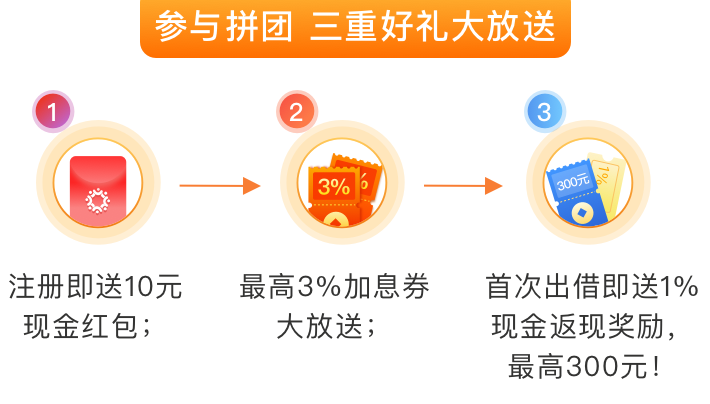 参与拼团 三重好礼大放送
1
2
3
3%
%
300元
1%
注册即送10元
现金红包；
最高3%加息券
大放送；
首次出借即送1%
现金返现奖励，
最高300元！